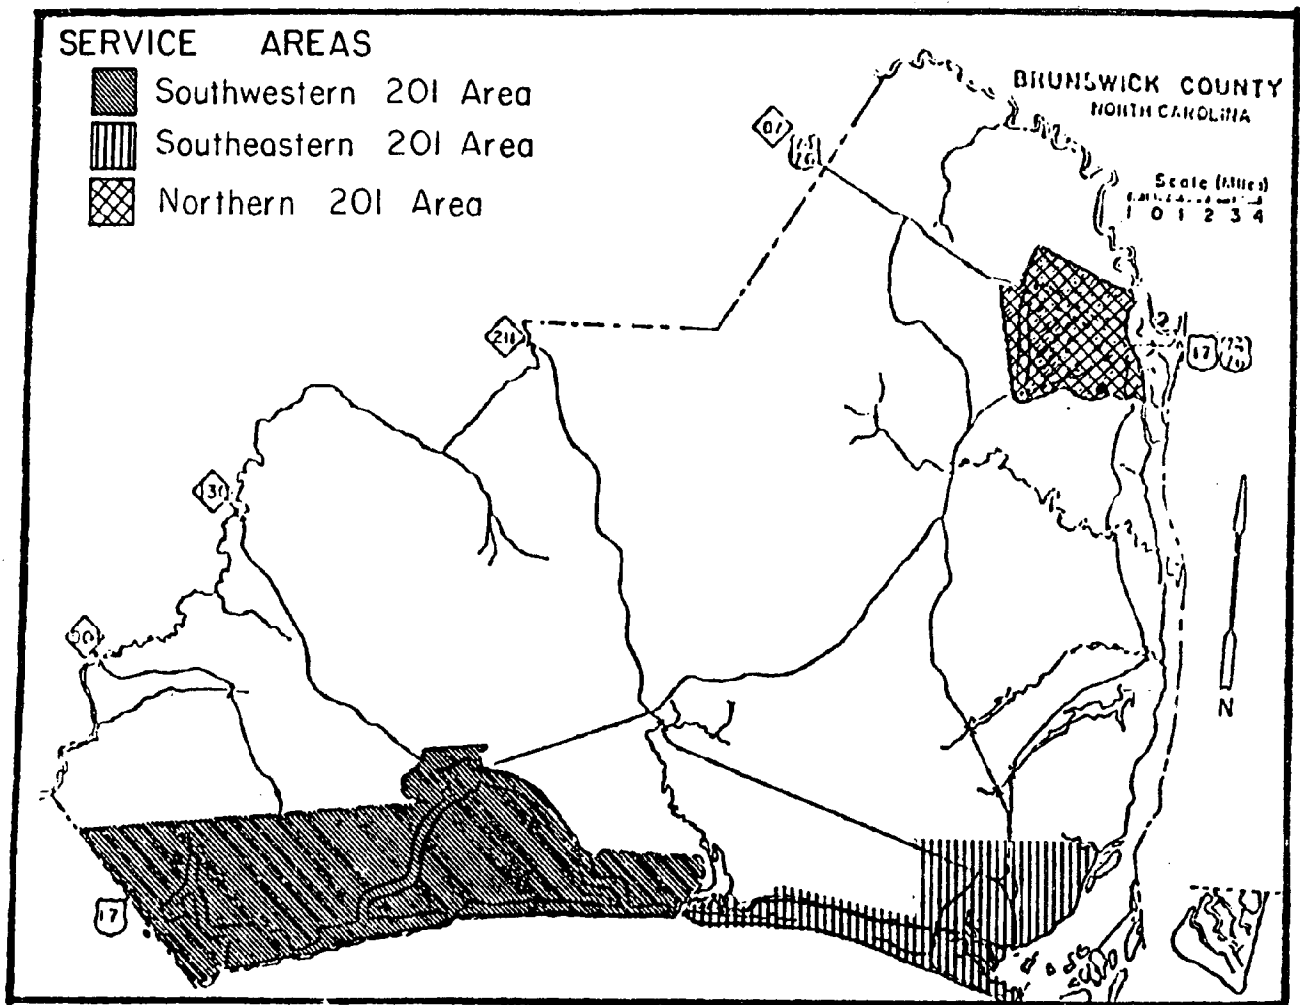 SERVICE AREAS
Southwestern 201 Area
Southeastern 201 Area
Northern 201 Area
BRUNSWICK COUNTY
NORTH CAROLINA
Scale (Miles)
1 0 1 2 3 4
211
17
N
17